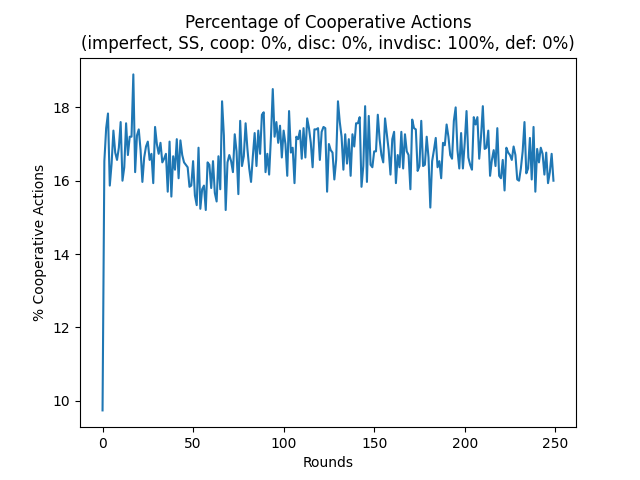 Percentage of Cooperative Actions
(imperfect, SS, coop: 0%, disc: 0%, invdisc: 100%, def: 0%)
18
16
14
12
10
% Cooperative Actions
0 50 100 150 200 250
Rounds